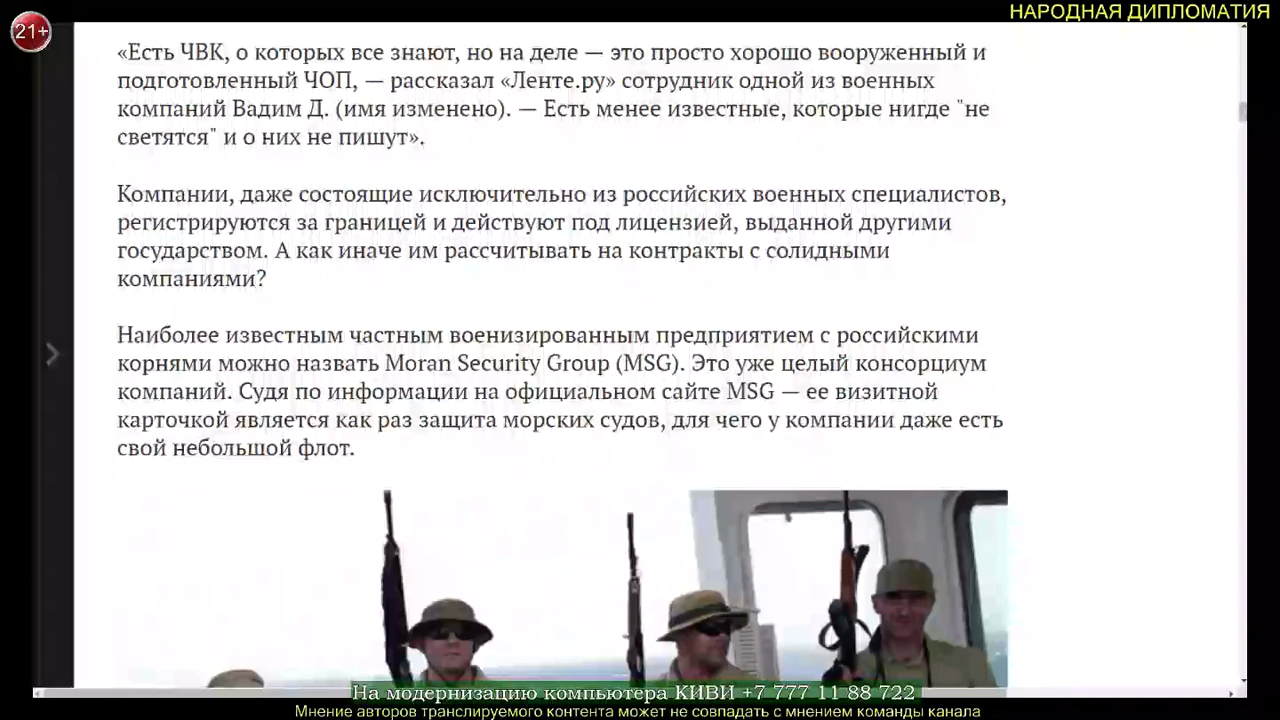 НАРОДНАЯ ДИПЛОМАТИЯ
21+
«Есть ЧВК, о которых все знают, но на деле — это просто хорошо вооруженный и
подготовленный ЧОП, — рассказал «Ленте.ру» сотрудник одной из военных
компаний Вадим Д. (имя изменено). — Есть менее известные, которые нигде "не
светятся" и о них не пишут».
Компании, даже состоящие исключительно из российских военных специалистов,
регистрируются за границей и действуют под лицензией, выданной другими
государством. А как иначе им рассчитывать на контракты с солидными
компаниями?
Наиболее известным частным военизированным предприятием с российскими
корнями можно назвать Moran Security Group (MSG). Это уже целый консорциум
компаний. Судя по информации на официальном сайте MSG — ее визитной
карточкой является как раз защита морских судов, для чего у компании даже есть
свой небольшой флот.
На модернизацию компьютера КИВИ +7 777 11 88 722
Мнение авторов транслируемого контента может не совпадать с мнением команды канала